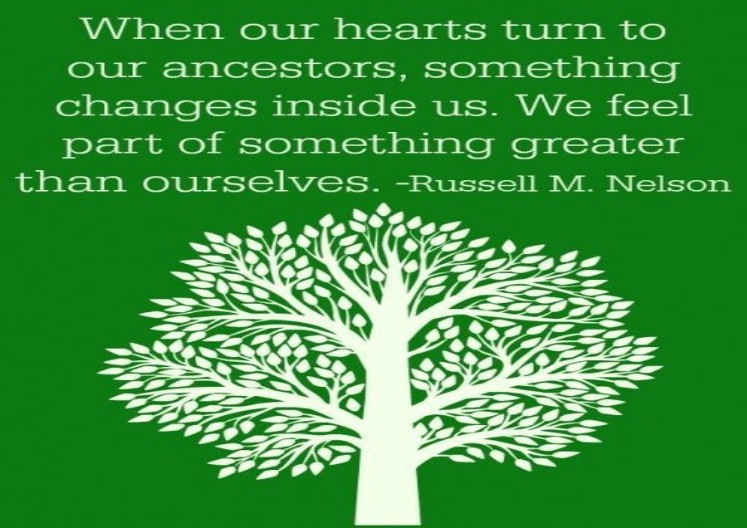 When our hearts turn to
our ancestors, something
changes inside us. We feel
part of something greater
than ourselves. -Russell M. Nelson